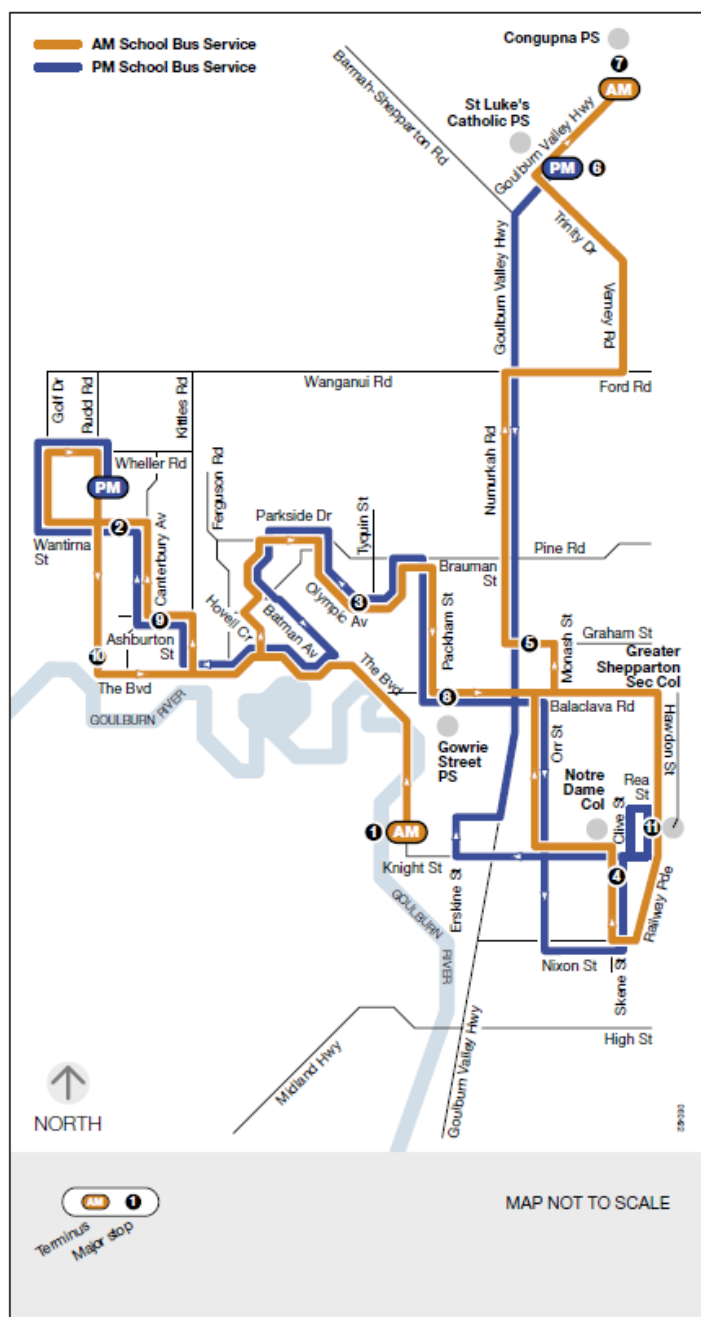 AM School Bus Service
PM School Bus Service
Congupna PS
7
AM
St Luke's
Catholic PS
Barmah-Shepparton Rd
Goulburn Valley Hwy
PM
6
Trinity Dr
Goulburn Valley Hwy
Verney Rd
Wanganui Rd
Ford Rd
Golf Dr
Rudd Rd
Kittles Rd
Numurkah Rd
Wheller Rd
PM
Ferguson Rd
Parkside Dr
Tyquin St
Pine Rd
2
Wantirna
St
Canterbury Av
Brauman
St
3
Olympic Av
9
Hovell Cr
Batman Av
Packham St
Ashburton
St
5
Monash St
Graham St
10
Greater
Shepparton
Sec Col
The Bvd
The Bvd
8
Balaclava Rd
GOULBURN
RIVER
Gowrie
Street
PS
Orr St
Hawdon St
Notre
Dame
Col
Clive St
Rea
St
1
AM
11
Knight St
4
Erskine St
Railway Pde
GOULBURN
RIVER
Nixon St
Skene St
Midland Hwy
Goulburn Valley Hwy
High St
NORTH
AM
1
Terminus
Major stop
MAP NOT TO SCALE